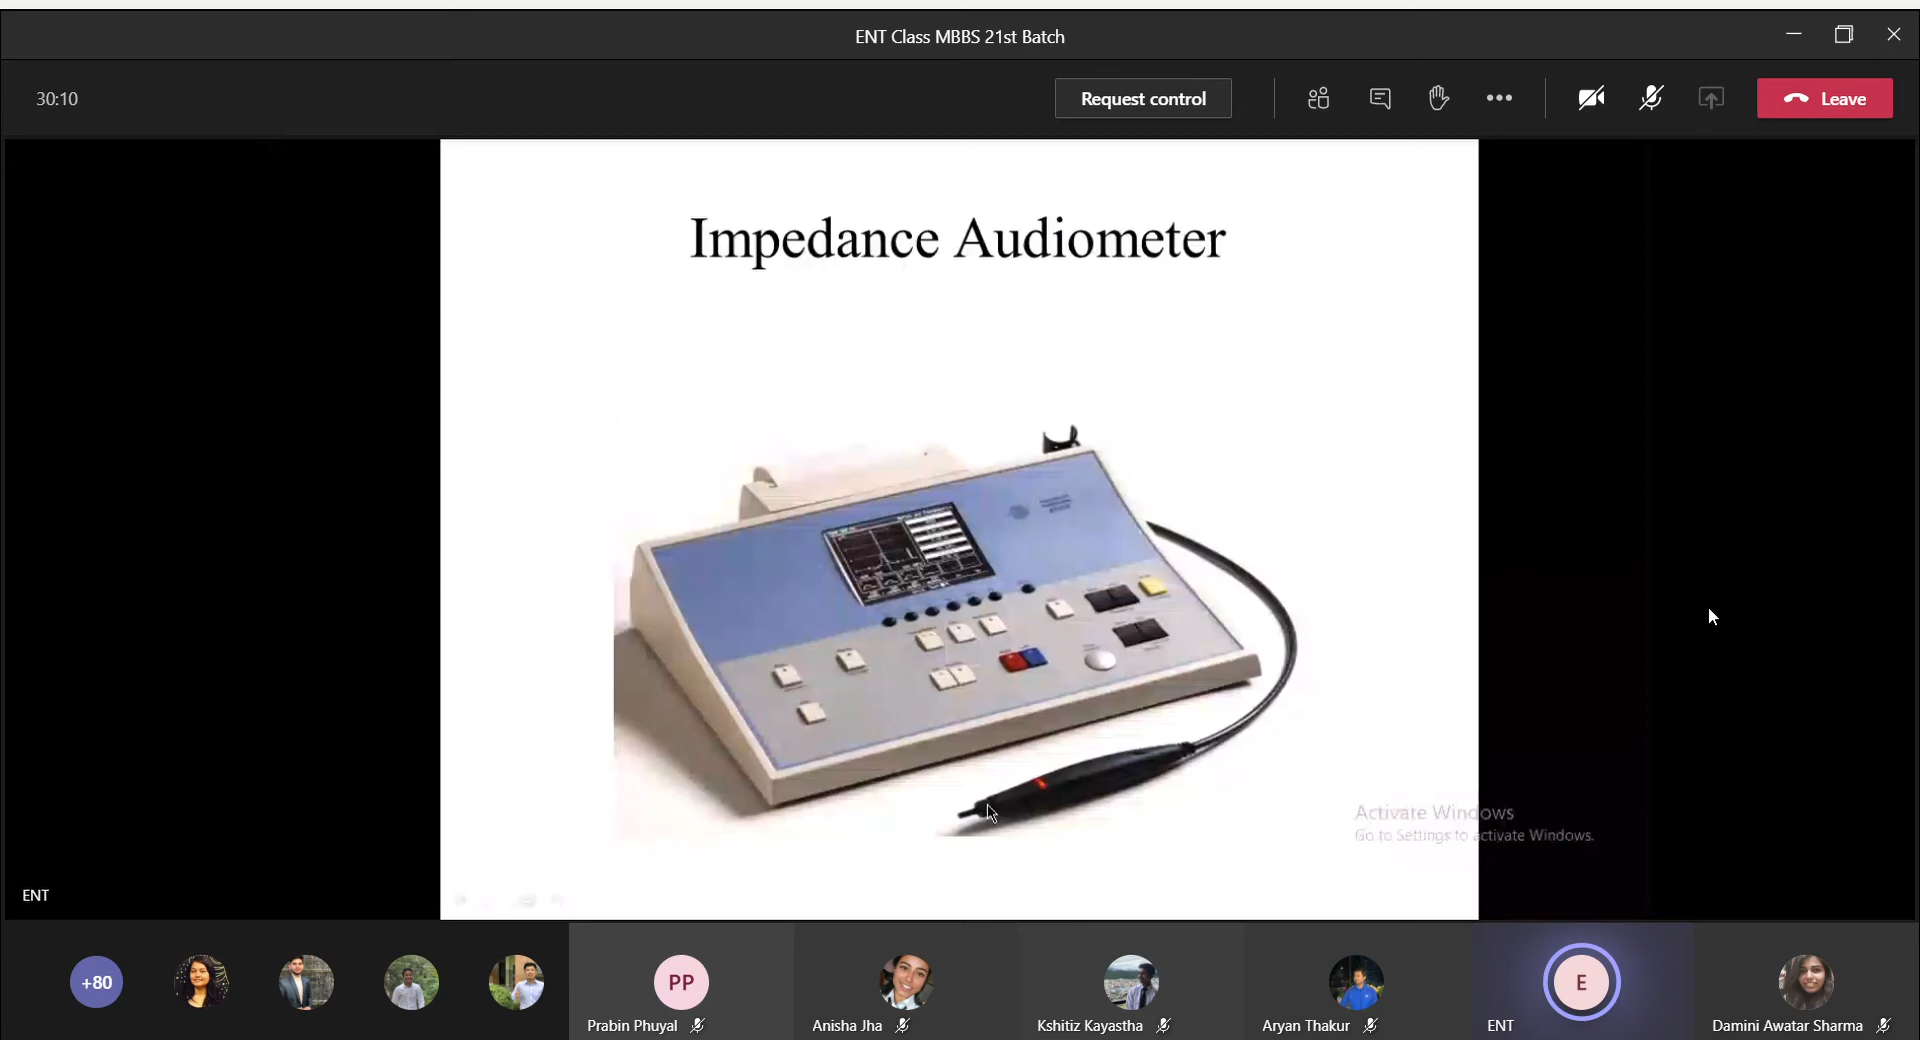 ENT Class MBBS 21st Batch
30:10
Request control
Leave
Impedance Audiometer
Activate Windows
Go to Settings to activate Windows.
ENT
+80
PP
E
Prabin Phuyal
Anisha Jha
Kshitiz Kayastha
Aryan Thakur
ENT
Damini Awatar Sharma